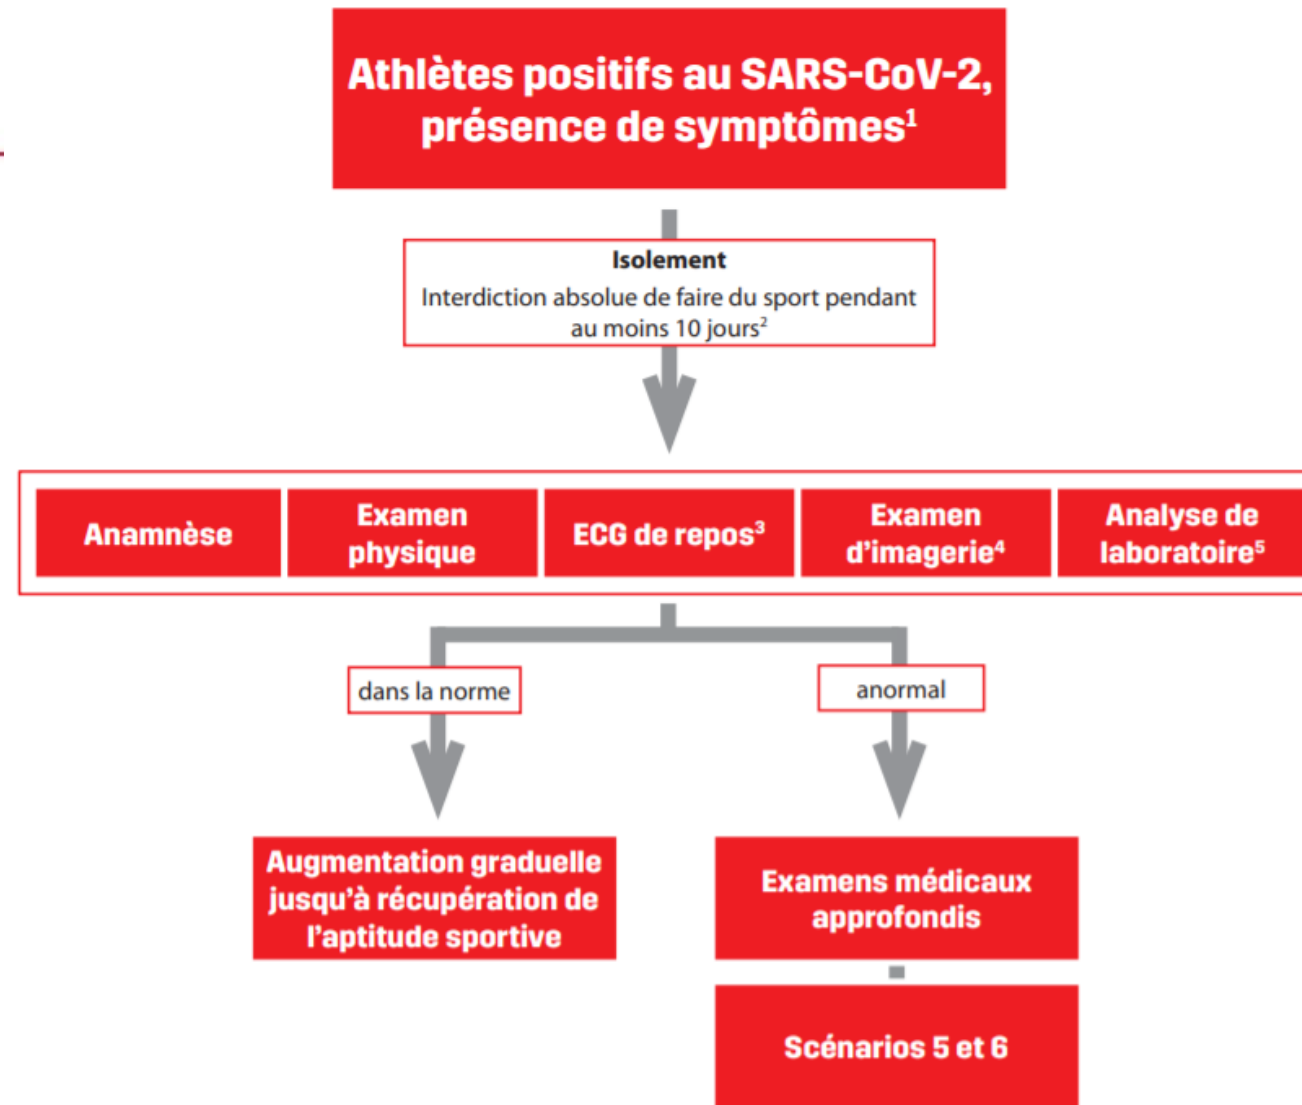 Athlètes positifs au SARS-CoV-2,
présence de symptômes¹
Isolement
Interdiction absolue de faire du sport pendant
au moins 10 jours²
Anamnèse
Examen
physique
ECG de repos³
Examen
d’imagerie⁴
Analyse de
laboratoire⁵
dans la norme
anormal
Augmentation graduelle
jusqu’à récupération de
l’aptitude sportive
Examens médicaux
approfondis
Scénarios 5 et 6